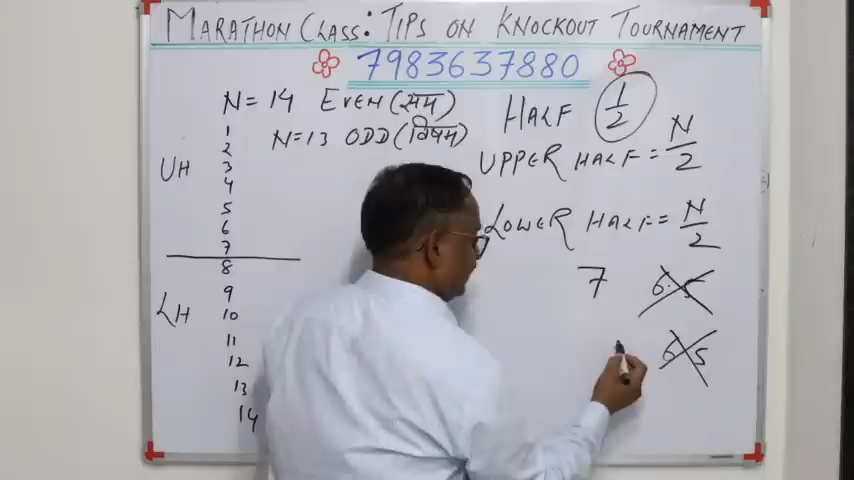 MARATHON CLASS: TIPS ON KNOCKOUT TOURNAMENT
7983637880
N = 14 EVEN (सम)
N=13 ODD (विषम)
HALF 1/2
UPPER HALF = N/2
LOWER HALF = N/2
UH
1
2
3
4
5
6
7
LH
8
9
10
11
12
13
14
7 6.5
6.5